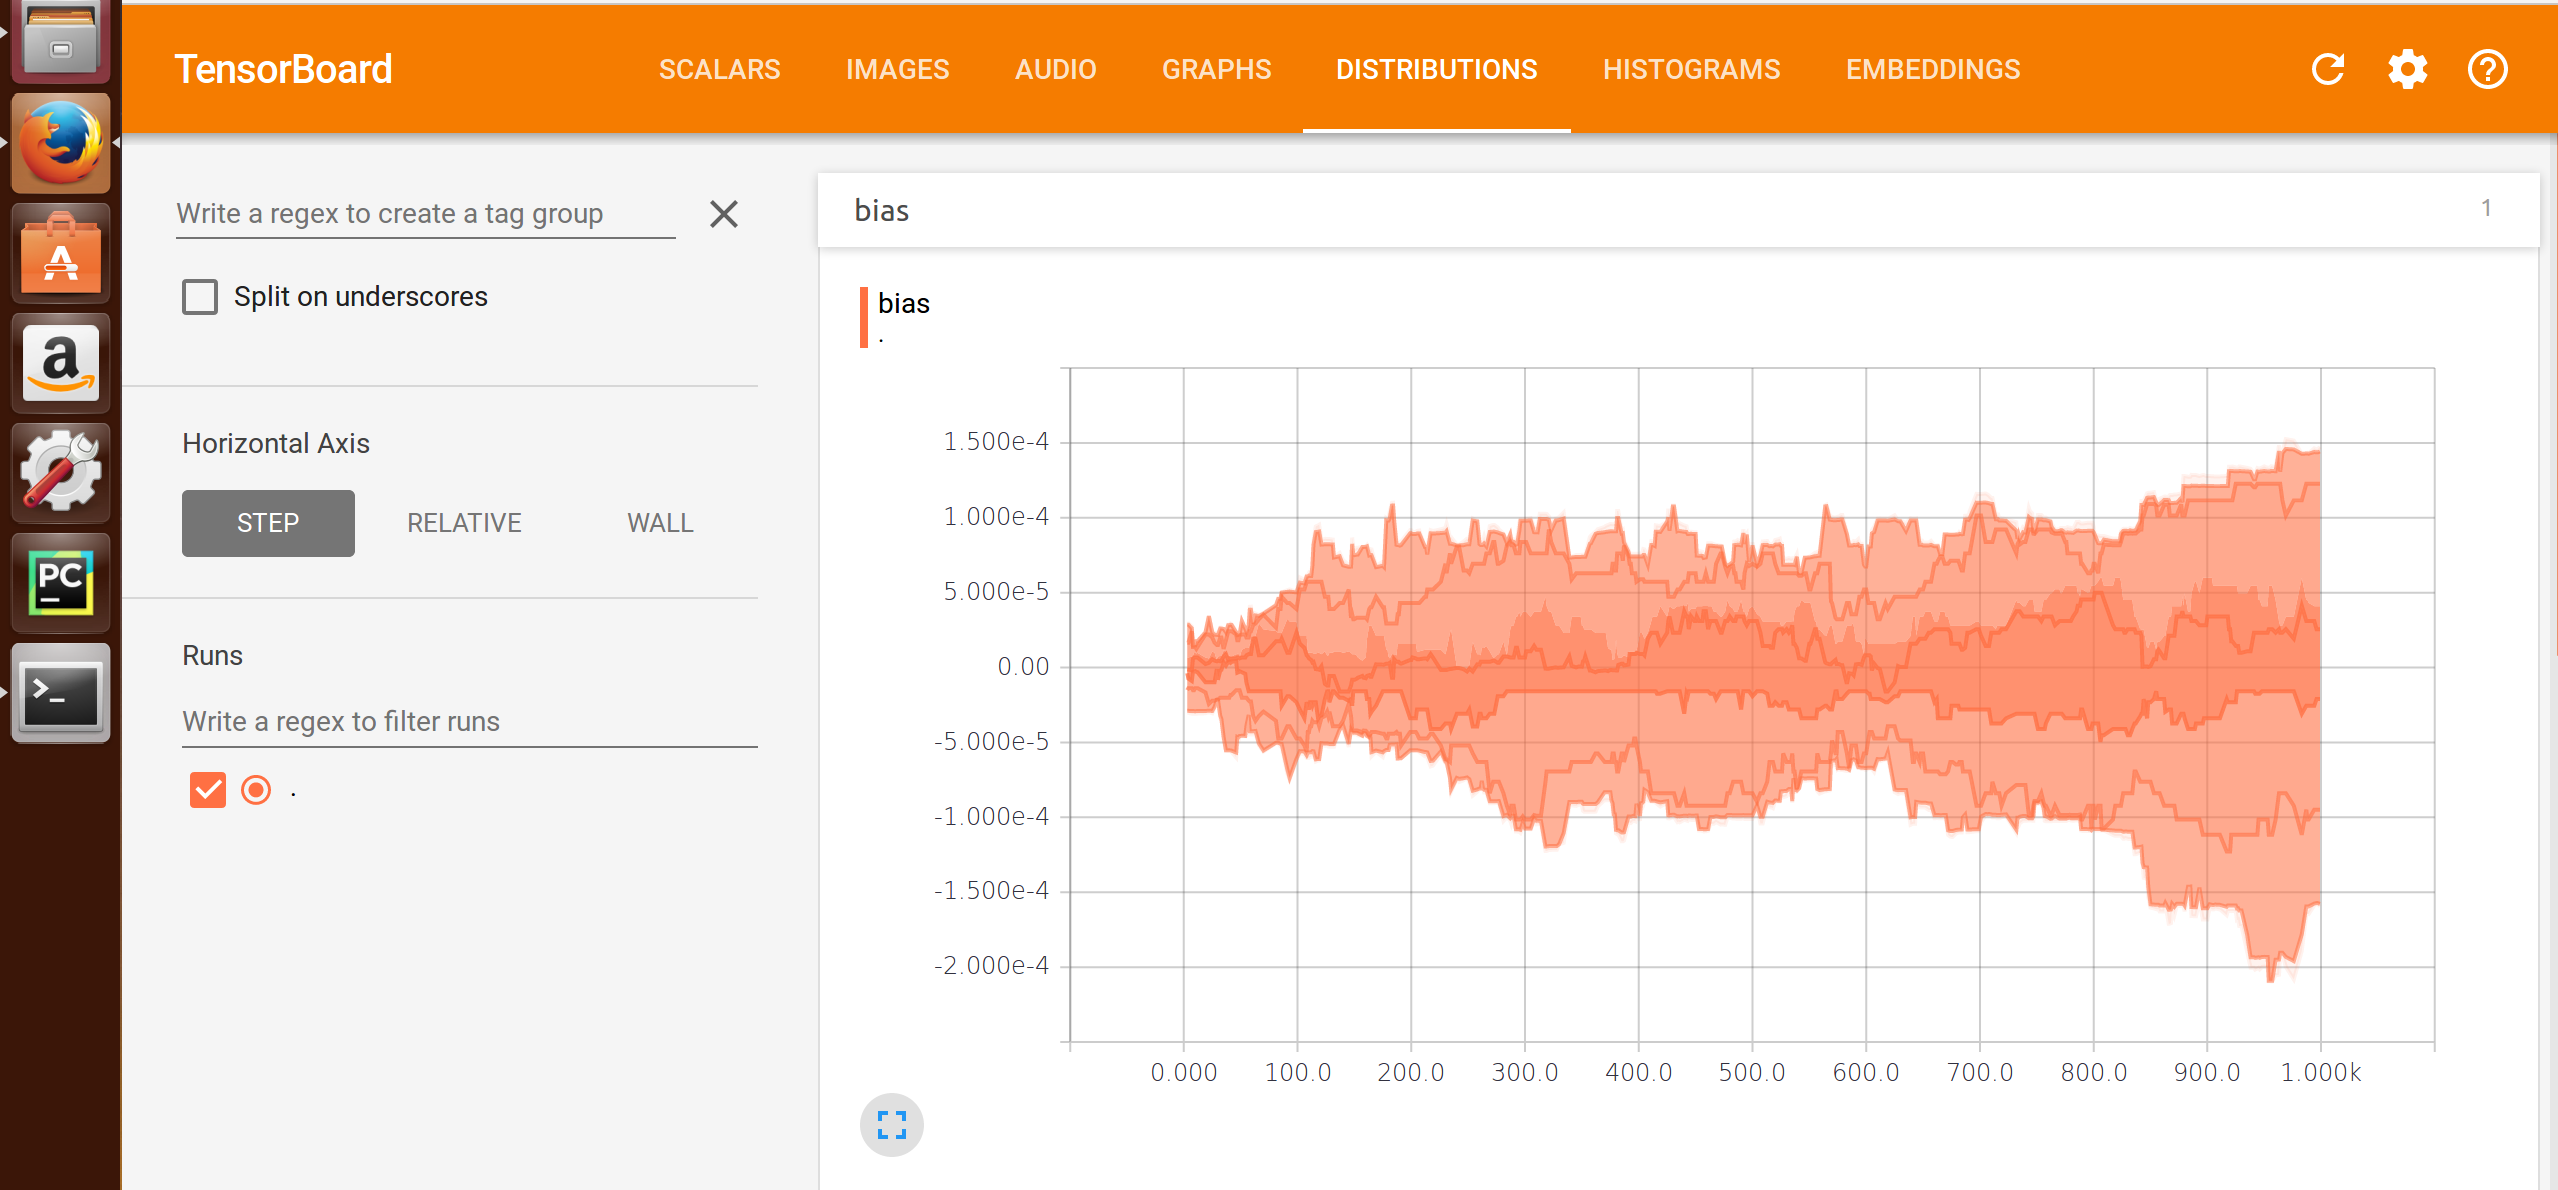 TensorBoard
SCALARS IMAGES AUDIO GRAPHS DISTRIBUTIONS HISTOGRAMS EMBEDDINGS
Write a regex to create a tag group
Split on underscores
Horizontal Axis
STEP RELATIVE WALL
Runs
Write a regex to filter runs
.
bias 1
bias
.
1.500e-4
1.000e-4
5.000e-5
0.00
-5.000e-5
-1.000e-4
-1.500e-4
-2.000e-4
0.000 100.0 200.0 300.0 400.0 500.0 600.0 700.0 800.0 900.0 1.000k
A
a
PC
>_